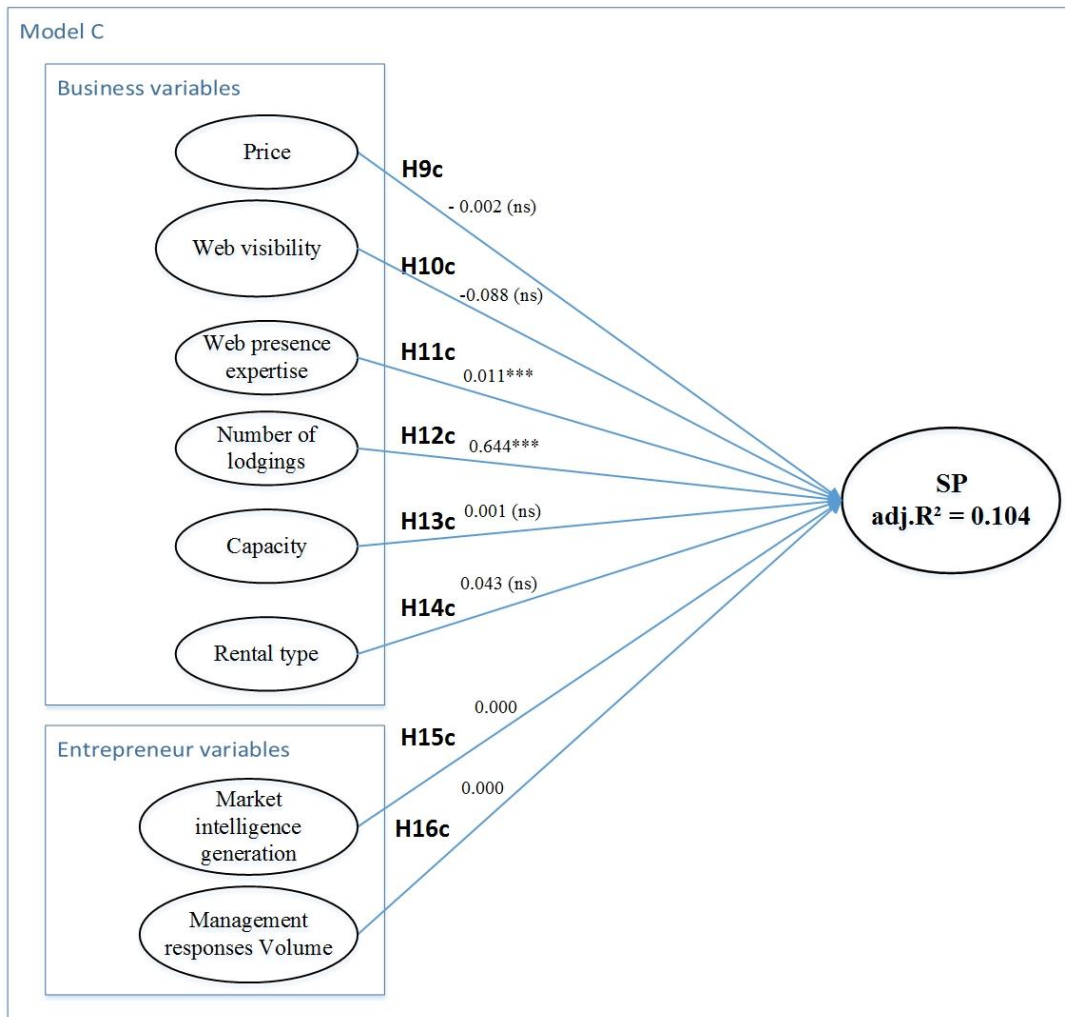 Model C
Business variables
Price
H9c
- 0.002 (ns)
Web visibility
H10c
-0.088 (ns)
Web presence
expertise
H11c
0.011***
Number of
lodgings
H12c
0.644***
Capacity
H13c
0.001 (ns)
Rental type
H14c
0.043 (ns)
SP
adj.R² = 0.104
Entrepreneur variables
Market
intelligence
generation
H15c
0.000
Management
responses Volume
H16c
0.000